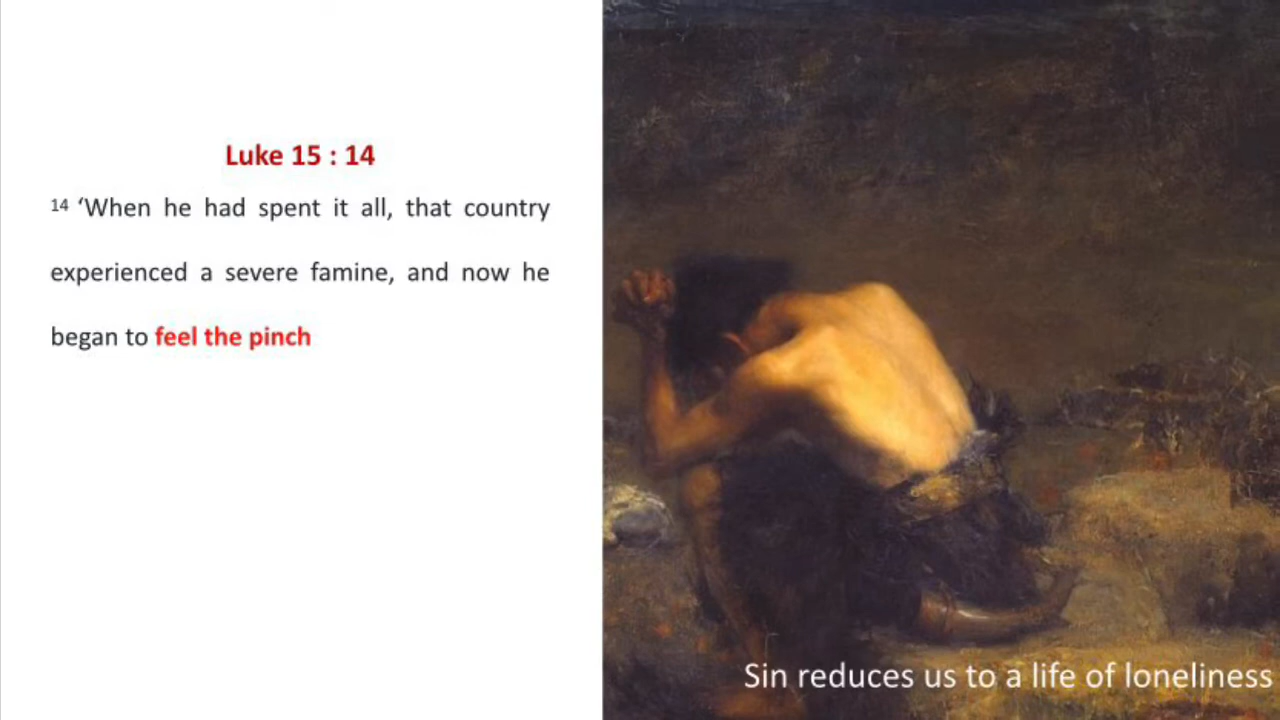 Luke 15 : 14
14 ‘When he had spent it all, that country
experienced a severe famine, and now he
began to feel the pinch
Sin reduces us to a life of loneliness